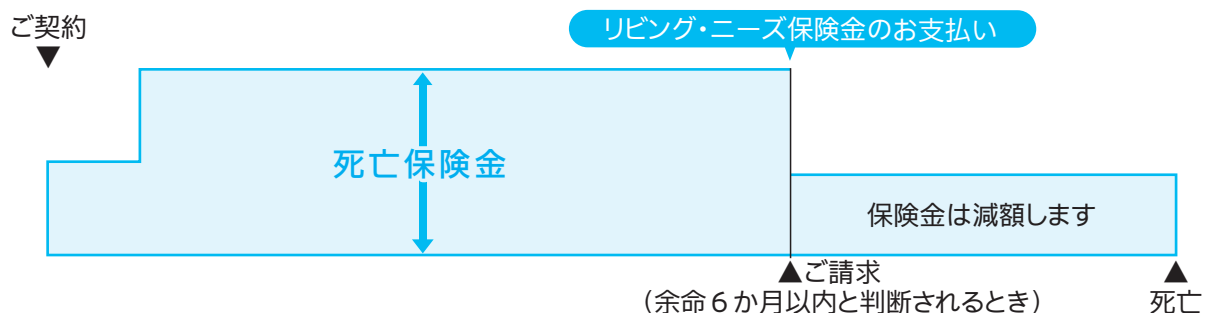 ご契約
▼
リビング・ニーズ保険金のお支払い
死亡保険金
保険金は減額します
▲ご請求
（余命6か月以内と判断されるとき）
▲
死亡